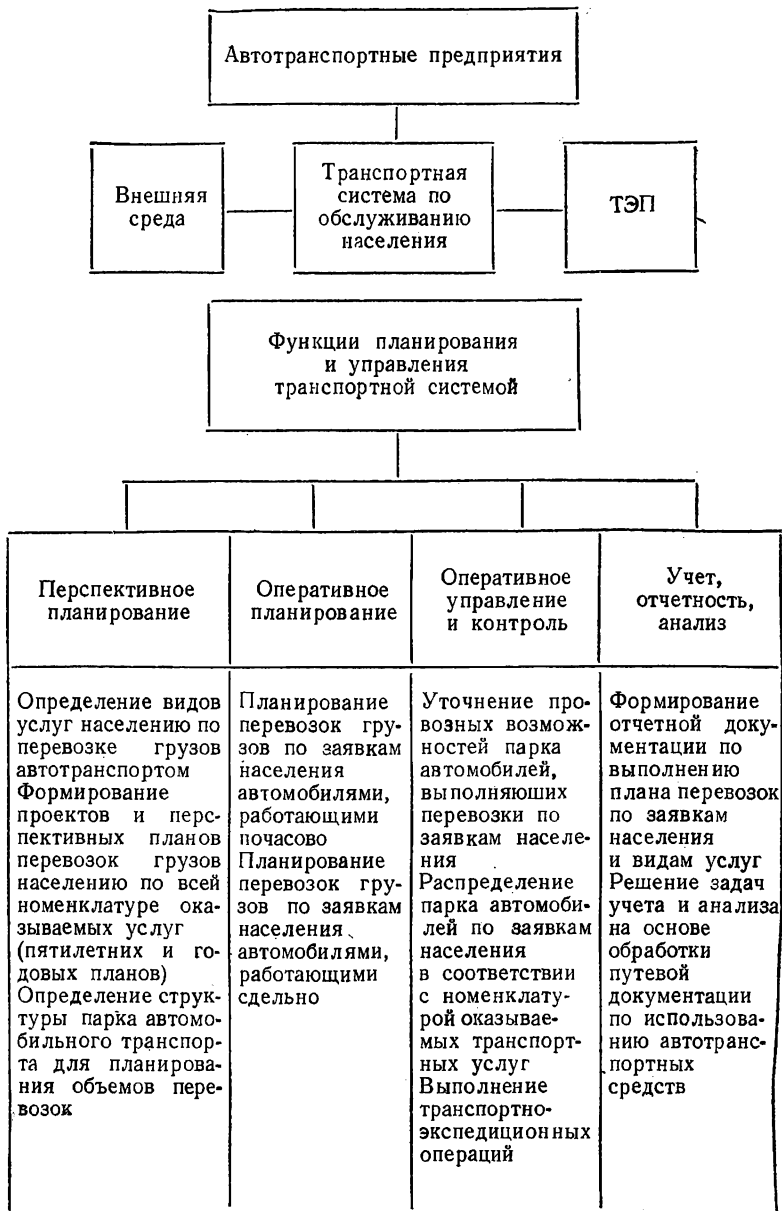 Автотранспортные предприятия
Внешняя
среда
Транспортная
система по
обслуживанию
населения
ТЭП
Функции планирования
и управления
транспортной системой
Перспективное
планирование
Оперативное
планирование
Оперативное
управление
и контроль
Учет,
отчетность,
анализ
Определение видов
услуг населению по
перевозке грузов
автотранспортом
Формирование
проектов и перс-
пективных планов
перевозок грузов
населению по всей
номенклатуре ока-
зываемых услуг
(пятилетних и го-
довых планов)
Определение струк-
туры парка автомо-
бильного транспор-
та для планирова-
ния объемов пере-
возок
Планирование
перевозок гру-
зов по заявкам
населения
автомобилями,
работающими
почасово
Планирование
перевозок гру-
зов по заявкам
населения
автомобилями,
работающими
сдельно
Уточнение про-
возных возмож-
ностей парка
автомобилей,
выполняюших
перевозки по
заявкам населе-
ния
Распределение
парка автомоби-
лей по заявкам
населения
в соответствии
с номенклату-
рой оказывае-
мых транспорт-
ных услуг
Выполнение
транспортно-
экспедиционных
операций
Формирование
отчетной доку-
ментации по
выполнению
плана перевозок
по заявкам
населения
и видам услуг
Решение задач
учета и анализа
на основе
обработки
путевой
документации
по использова-
нию автотранс-
портных
средств